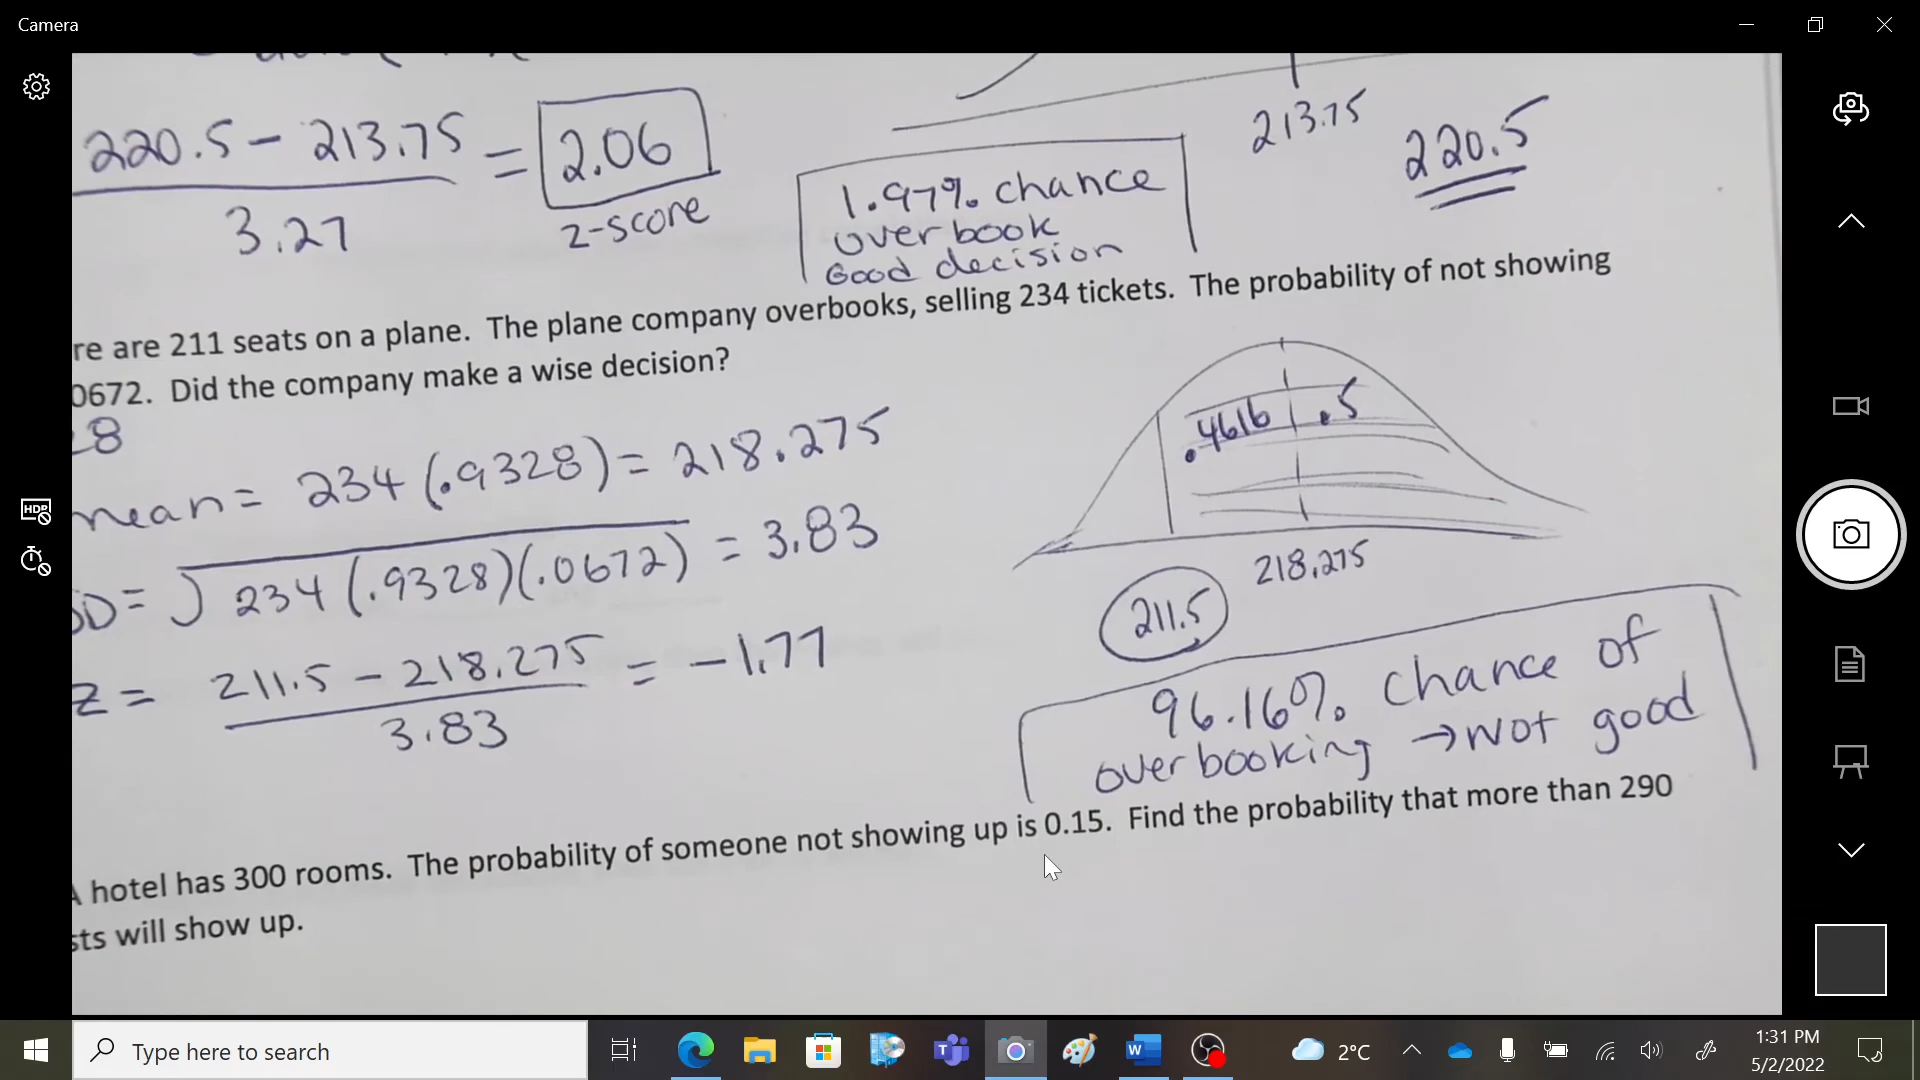 Camera
220.5 - 213.75 = 2.06
3.27
z-score
1.97% chance
overbook
Good decision
213.75
220.5
re are 211 seats on a plane. The plane company overbooks, selling 234 tickets. The probability of not showing
0672. Did the company make a wise decision?
28
mean = 234 (.9328) = 218.275
SD = √234 (.9328)(.0672) = 3.83
z = 211.5 - 218.275 = -1.77
3.83
.4616 .5
218.275
211.5
96.16% chance of
overbooking → not good
A hotel has 300 rooms. The probability of someone not showing up is 0.15. Find the probability that more than 290
sts will show up.
HDR
Type here to search
2°C
1:31 PM
5/2/2022